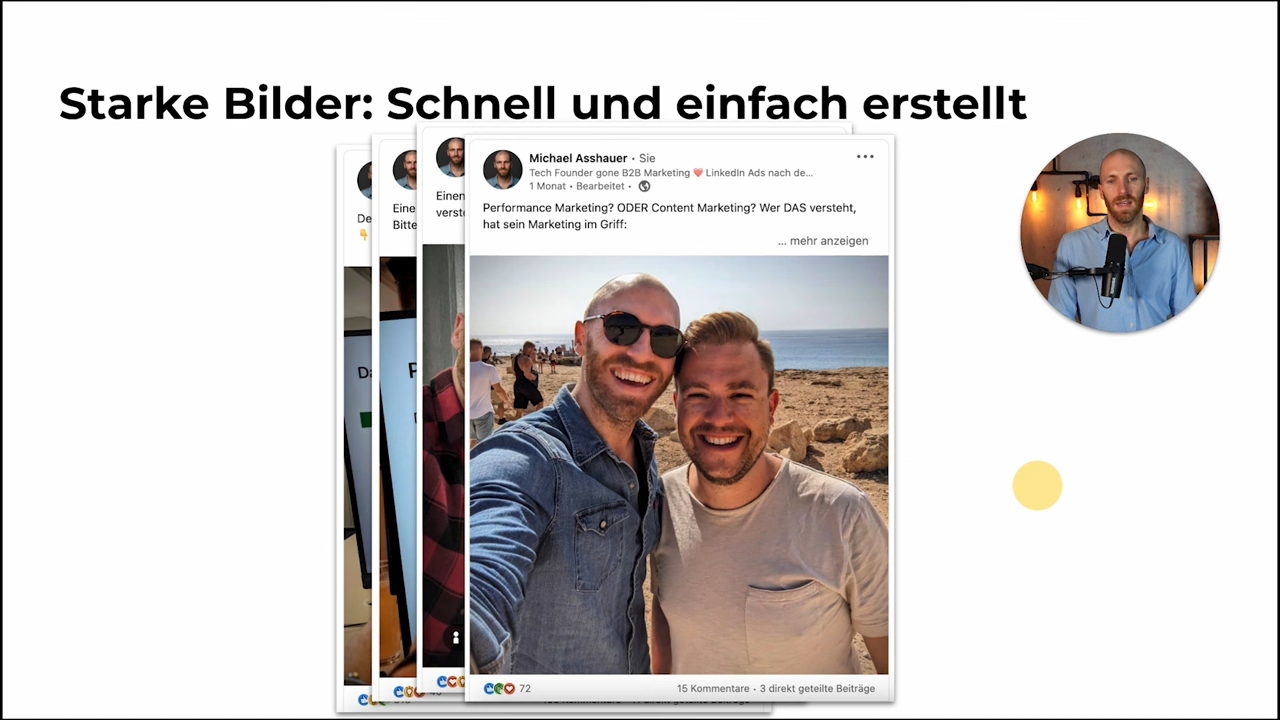 Starke Bilder: Schnell und einfach erstellt
De
Eine
Bitte
Einen
verste
Michael Asshauer • Sie
Tech Founder gone B2B Marketing ❤️ LinkedIn Ads nach de...
1 Monat • Bearbeitet •
Performance Marketing? ODER Content Marketing? Wer DAS versteht,
hat sein Marketing im Griff:
... mehr anzeigen
Da
72
15 Kommentare • 3 direkt geteilte Beiträge